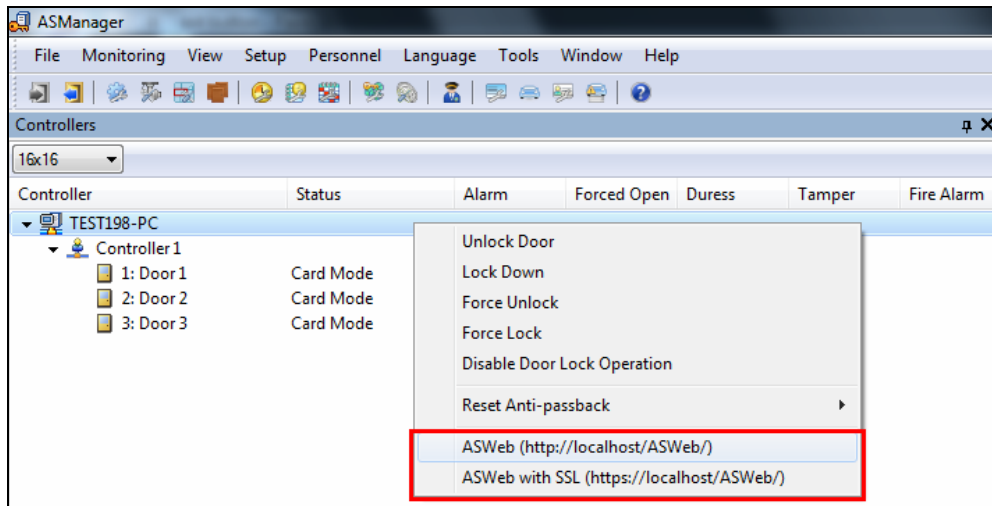 ASManager
File Monitoring View Setup Personnel Language Tools Window Help
Controllers
16x16
Controller Status Alarm Forced Open Duress Tamper Fire Alarm
TEST198-PC
Controller 1
1: Door 1 Card Mode
2: Door 2 Card Mode
3: Door 3 Card Mode
Unlock Door
Lock Down
Force Unlock
Force Lock
Disable Door Lock Operation
Reset Anti-passback
ASWeb (http://localhost/ASWeb/)
ASWeb with SSL (https://localhost/ASWeb/)